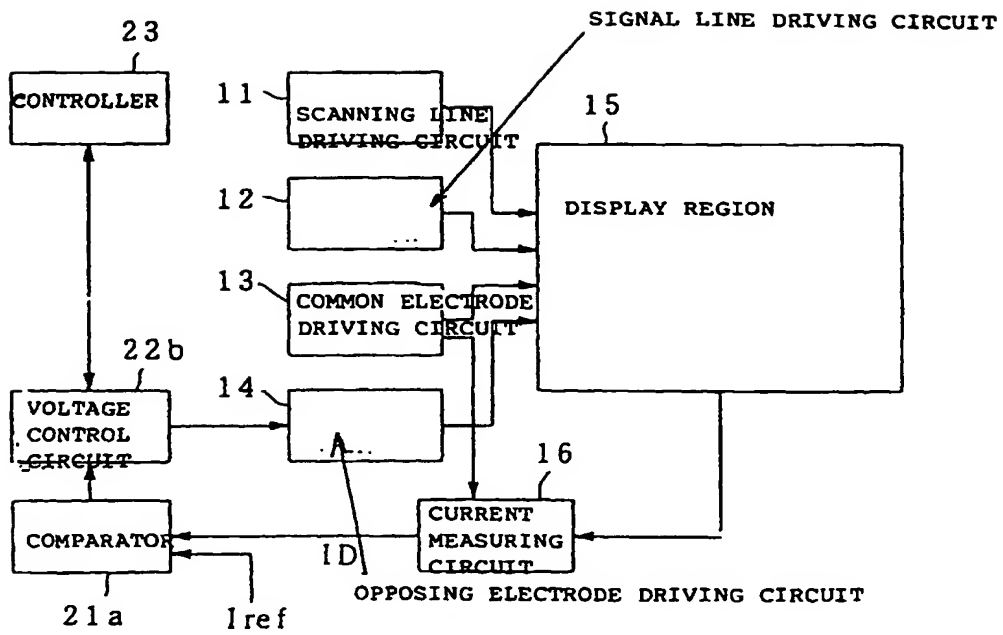 SIGNAL LINE DRIVING CIRCUIT
23
CONTROLLER
11
SCANNING LINE
DRIVING CIRCUIT
15
DISPLAY REGION
12
13
COMMON ELECTRODE
DRIVING CIRCUIT
22b
VOLTAGE
CONTROL
CIRCUIT
14
16
CURRENT
MEASURING
CIRCUIT
COMPARATOR
ID
OPPOSING ELECTRODE DRIVING CIRCUIT
21a
Iref